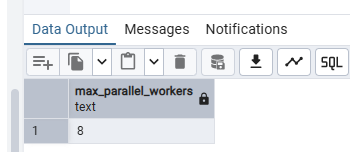 Data Output Messages Notifications
SQL
max_parallel_workers
text
1 8